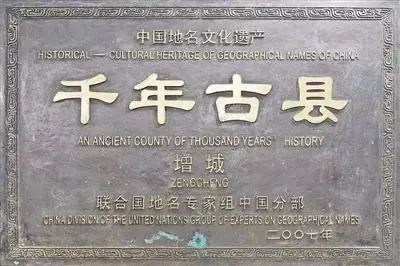 中国地名文化遗产
HISTORICAL — CULTURAL HERITAGE OF GEOGRAPHICAL NAMES OF CHINA
千年古县
AN ANCIENT COUNTY OF THOUSAND YEARS' HISTORY
增城
ZENGCHENG
联合国地名专家组中国分部
CHINA DIVISION OF THE UNITED NATIONS GROUP OF EXPERTS ON GEOGRAPHICAL NAMES
二〇〇七年